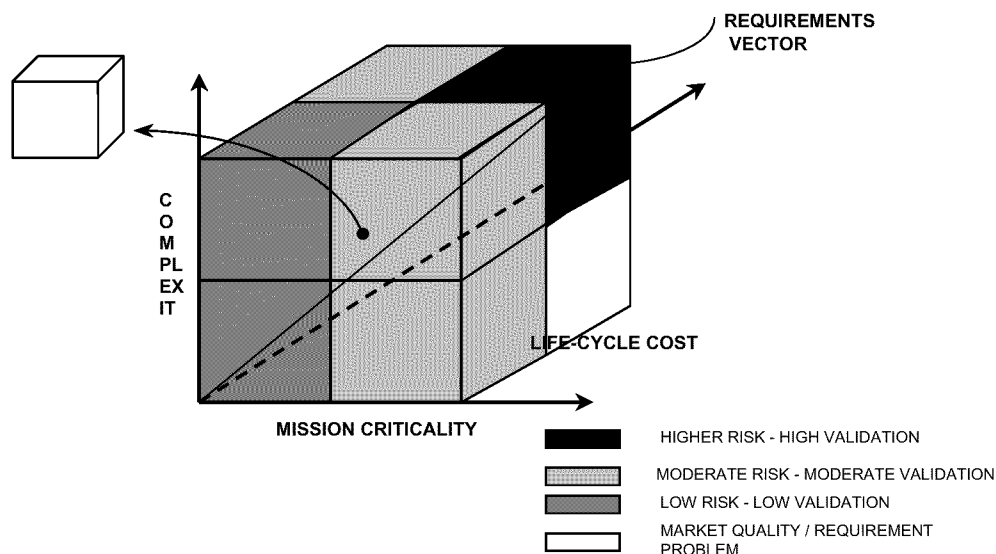 REQUIREMENTS
VECTOR
C
O
M
PL
EX
IT
LIFE-CYCLE COST
MISSION CRITICALITY
HIGHER RISK - HIGH VALIDATION
MODERATE RISK - MODERATE VALIDATION
LOW RISK - LOW VALIDATION
MARKET QUALITY / REQUIREMENT
PROBLEM